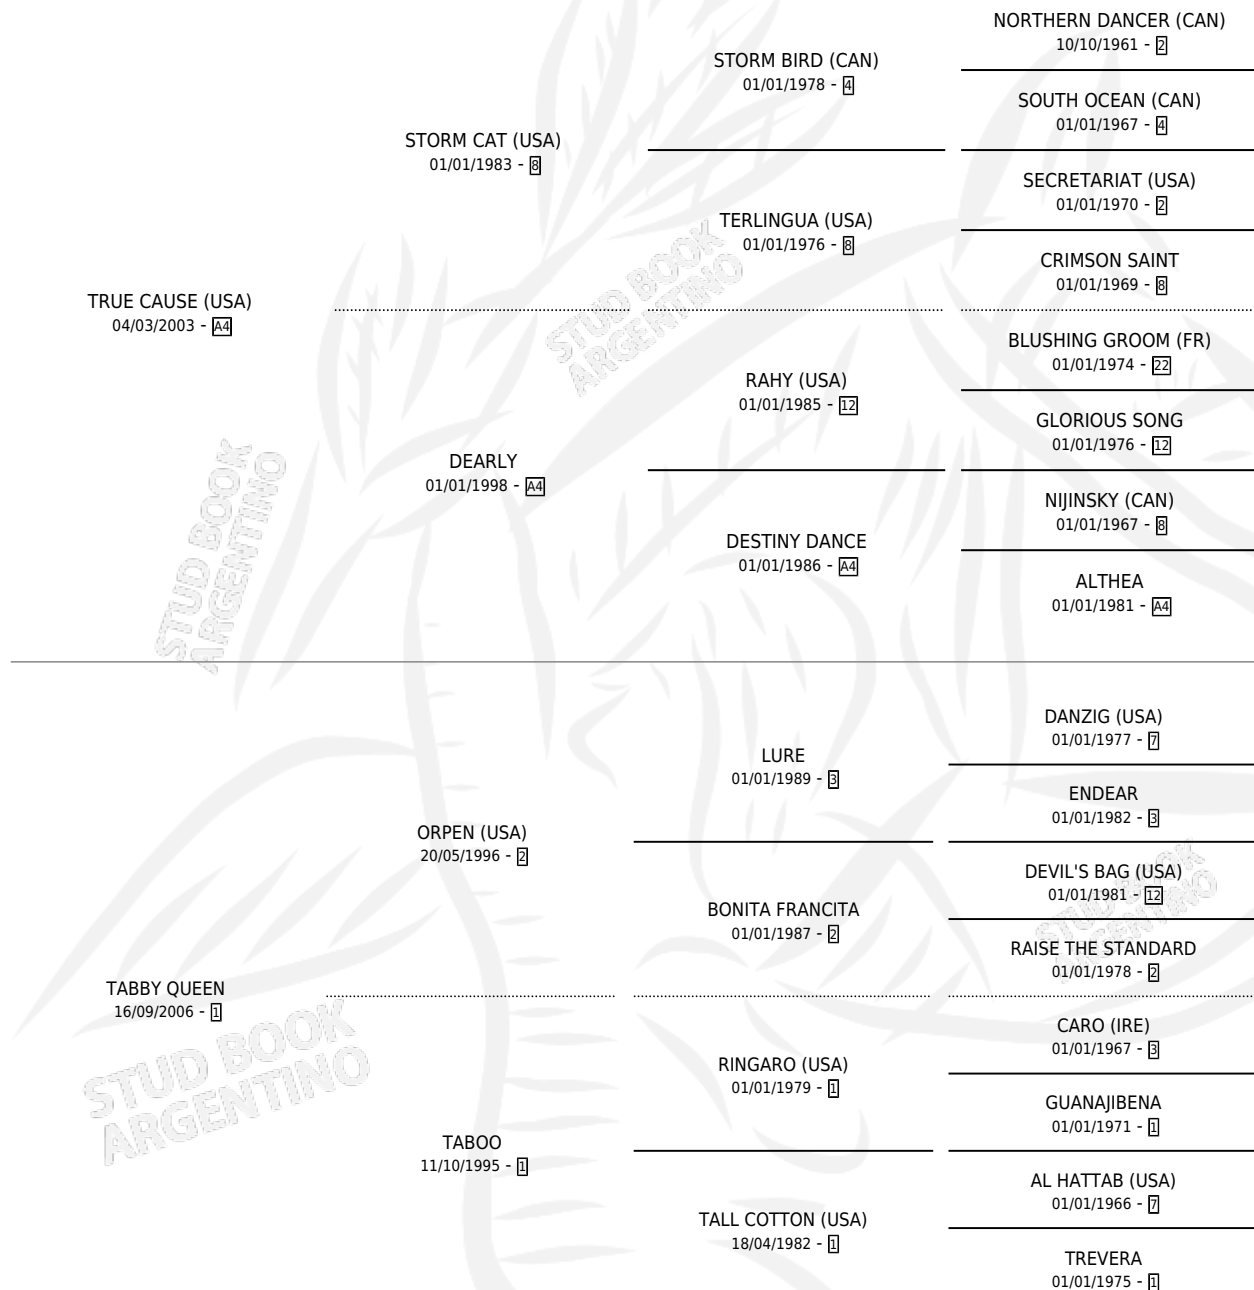 NORTHERN DANCER (CAN)
10/10/1961 - 2
STORM BIRD (CAN)
01/01/1978 - 4
SOUTH OCEAN (CAN)
01/01/1967 - 4
STORM CAT (USA)
01/01/1983 - 8
SECRETARIAT (USA)
01/01/1970 - 2
TERLINGUA (USA)
01/01/1976 - 8
CRIMSON SAINT
01/01/1969 - 8
TRUE CAUSE (USA)
04/03/2003 - A4
BLUSHING GROOM (FR)
01/01/1974 - 22
RAHY (USA)
01/01/1985 - 12
GLORIOUS SONG
01/01/1976 - 12
DEARLY
01/01/1998 - A4
NIJINSKY (CAN)
01/01/1967 - 8
DESTINY DANCE
01/01/1986 - A4
ALTHEA
01/01/1981 - A4
DANZIG (USA)
01/01/1977 - 7
LURE
01/01/1989 - 3
ENDEAR
01/01/1982 - 3
ORPEN (USA)
20/05/1996 - 2
DEVIL'S BAG (USA)
01/01/1981 - 12
BONITA FRANCITA
01/01/1987 - 2
RAISE THE STANDARD
01/01/1978 - 2
TABBY QUEEN
16/09/2006 - 1
CARO (IRE)
01/01/1967 - 3
RINGARO (USA)
01/01/1979 - 1
GUANAJIBENA
01/01/1971 - 1
TABOO
11/10/1995 - 1
AL HATTAB (USA)
01/01/1966 - 7
TALL COTTON (USA)
18/04/1982 - 1
TREVERA
01/01/1975 - 1
STUD BOOK
ARGENTINO
STUD BOOK
ARGENTINO
STUD BOOK
ARGENTINO
STUD BOOK
ARGENTINO